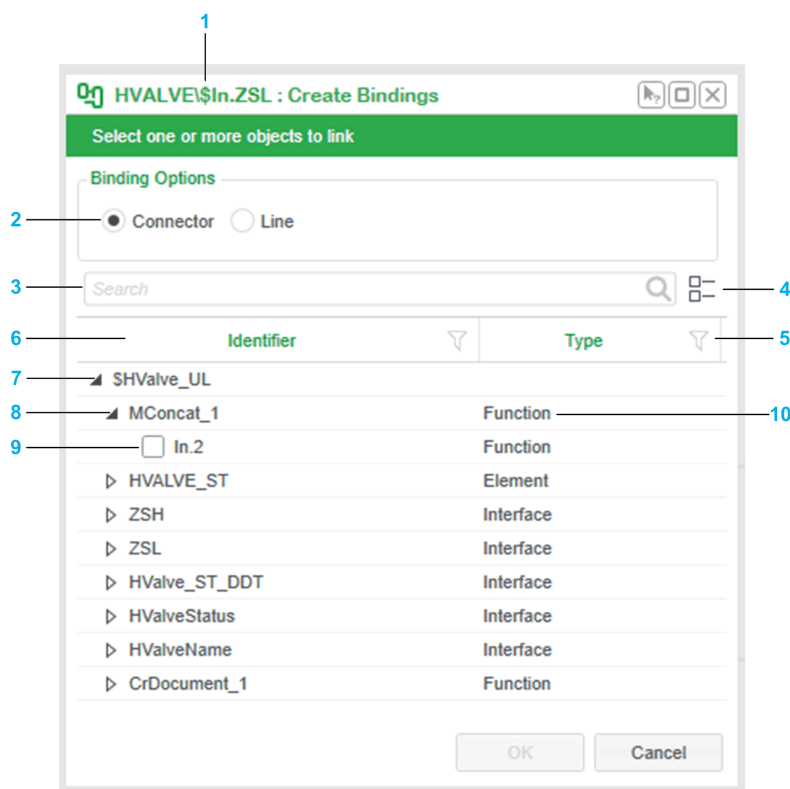 1
HVALVE\$In.ZSL : Create Bindings
Select one or more objects to link
Binding Options
2 Connector Line
3 Search 4
6 Identifier Type 5
7 $HValve_UL
8 MConcat_1 Function 10
9 In.2 Function
HVALVE_ST Element
ZSH Interface
ZSL Interface
HValve_ST_DDT Interface
HValveStatus Interface
HValveName Interface
CrDocument_1 Function
OK Cancel